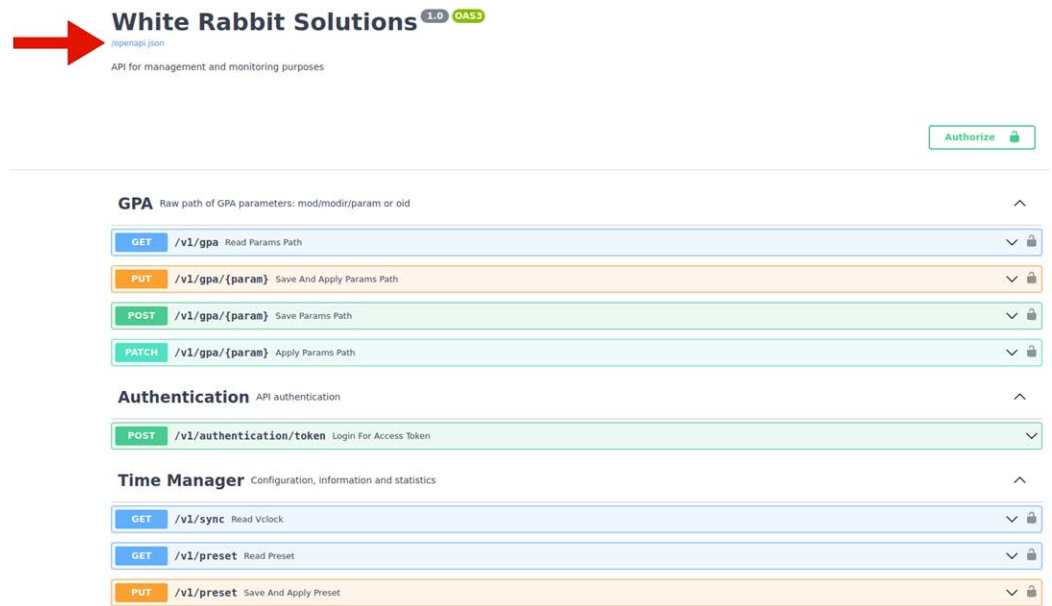 White Rabbit Solutions 1.0 OAS3
/openapi.json
API for management and monitoring purposes
Authorize
GPA Raw path of GPA parameters: mod/modir/param or oid
GET /v1/gpa Read Params Path
PUT /v1/gpa/{param} Save And Apply Params Path
POST /v1/gpa/{param} Save Params Path
PATCH /v1/gpa/{param} Apply Params Path
Authentication API authentication
POST /v1/authentication/token Login For Access Token
Time Manager Configuration, information and statistics
GET /v1/sync Read Vclock
GET /v1/preset Read Preset
PUT /v1/preset Save And Apply Preset